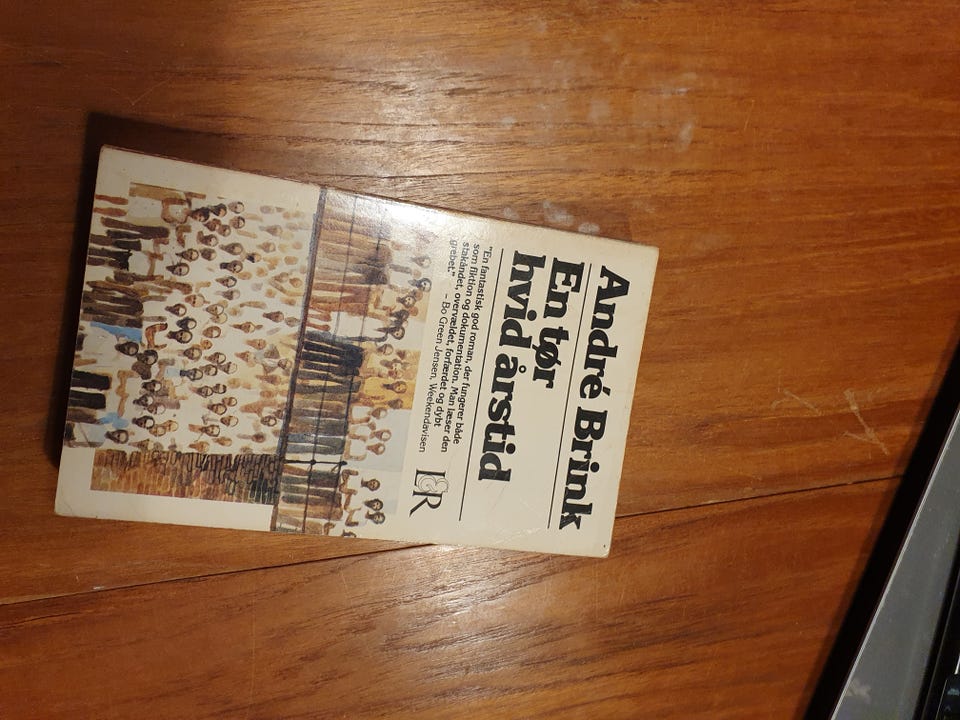 André Brink
En tør
hvid årstid
"En fantastisk god roman, der fungerer både
som fiktion og dokumentation. Man læser den
stakåndet, overvældet, forfærdet og dybt
grebet."
– Bo Green Jensen, Weekendavisen
L&R